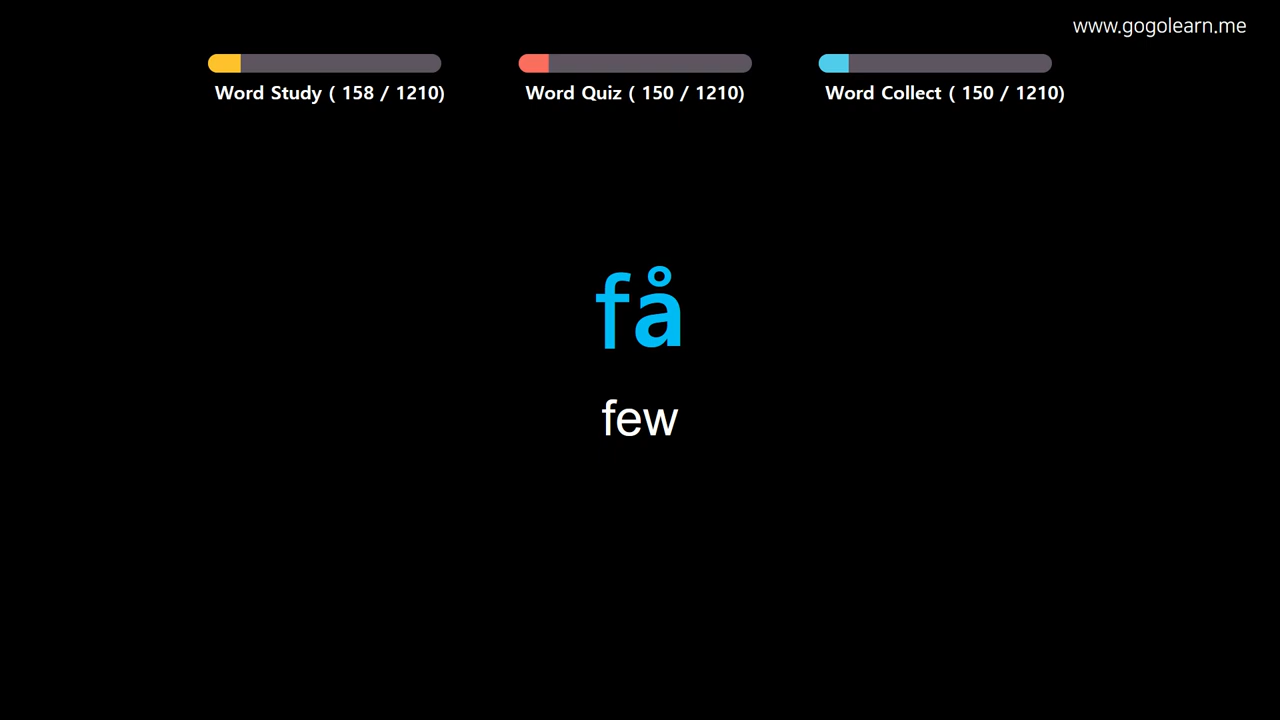 www.gogolearn.me
Word Study ( 158 / 1210)
Word Quiz ( 150 / 1210)
Word Collect ( 150 / 1210)
få
few